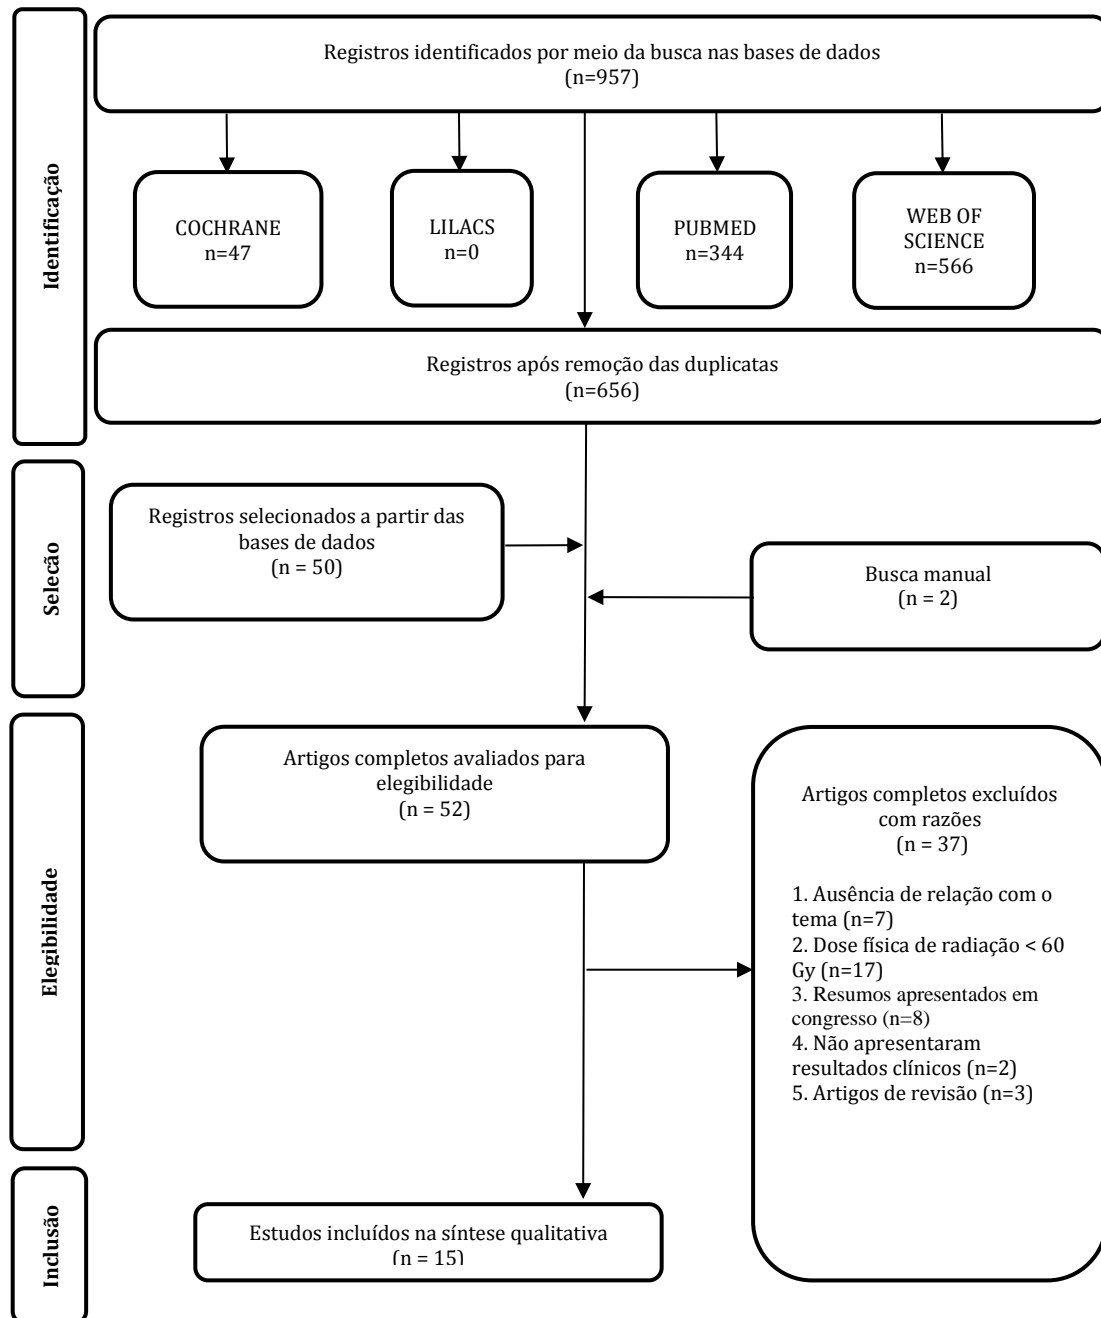 Identificação
Registros identificados por meio da busca nas bases de dados
(n=957)
COCHRANE
n=47
LILACS
n=0
PUBMED
n=344
WEB OF
SCIENCE
n=566
Registros após remoção das duplicatas
(n=656)
Selecão
Registros selecionados a partir das
bases de dados
(n = 50)
Busca manual
(n = 2)
Elegibilidade
Artigos completos avaliados para
elegibilidade
(n = 52)
Artigos completos excluídos
com razões
(n = 37)
1. Ausência de relação com o
tema (n=7)
2. Dose física de radiação < 60
Gy (n=17)
3. Resumos apresentados em
congresso (n=8)
4. Não apresentaram
resultados clínicos (n=2)
5. Artigos de revisão (n=3)
Inclusão
Estudos incluídos na síntese qualitativa
(n = 15)